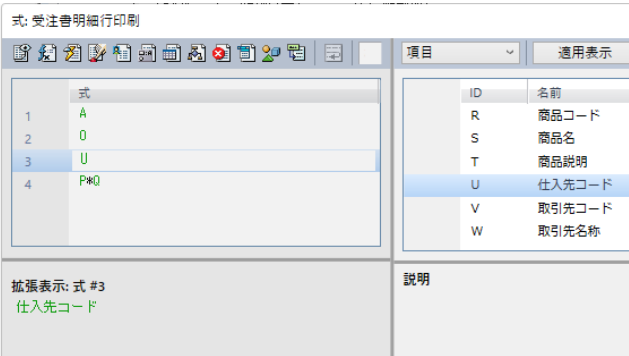 式: 受注書明細行印刷
項目
適用表示
式
1 A
2 O
3 U
4 P*Q
ID 名前
R 商品コード
S 商品名
T 商品説明
U 仕入先コード
V 取引先コード
W 取引先名称
拡張表示: 式 #3
仕入先コード
説明